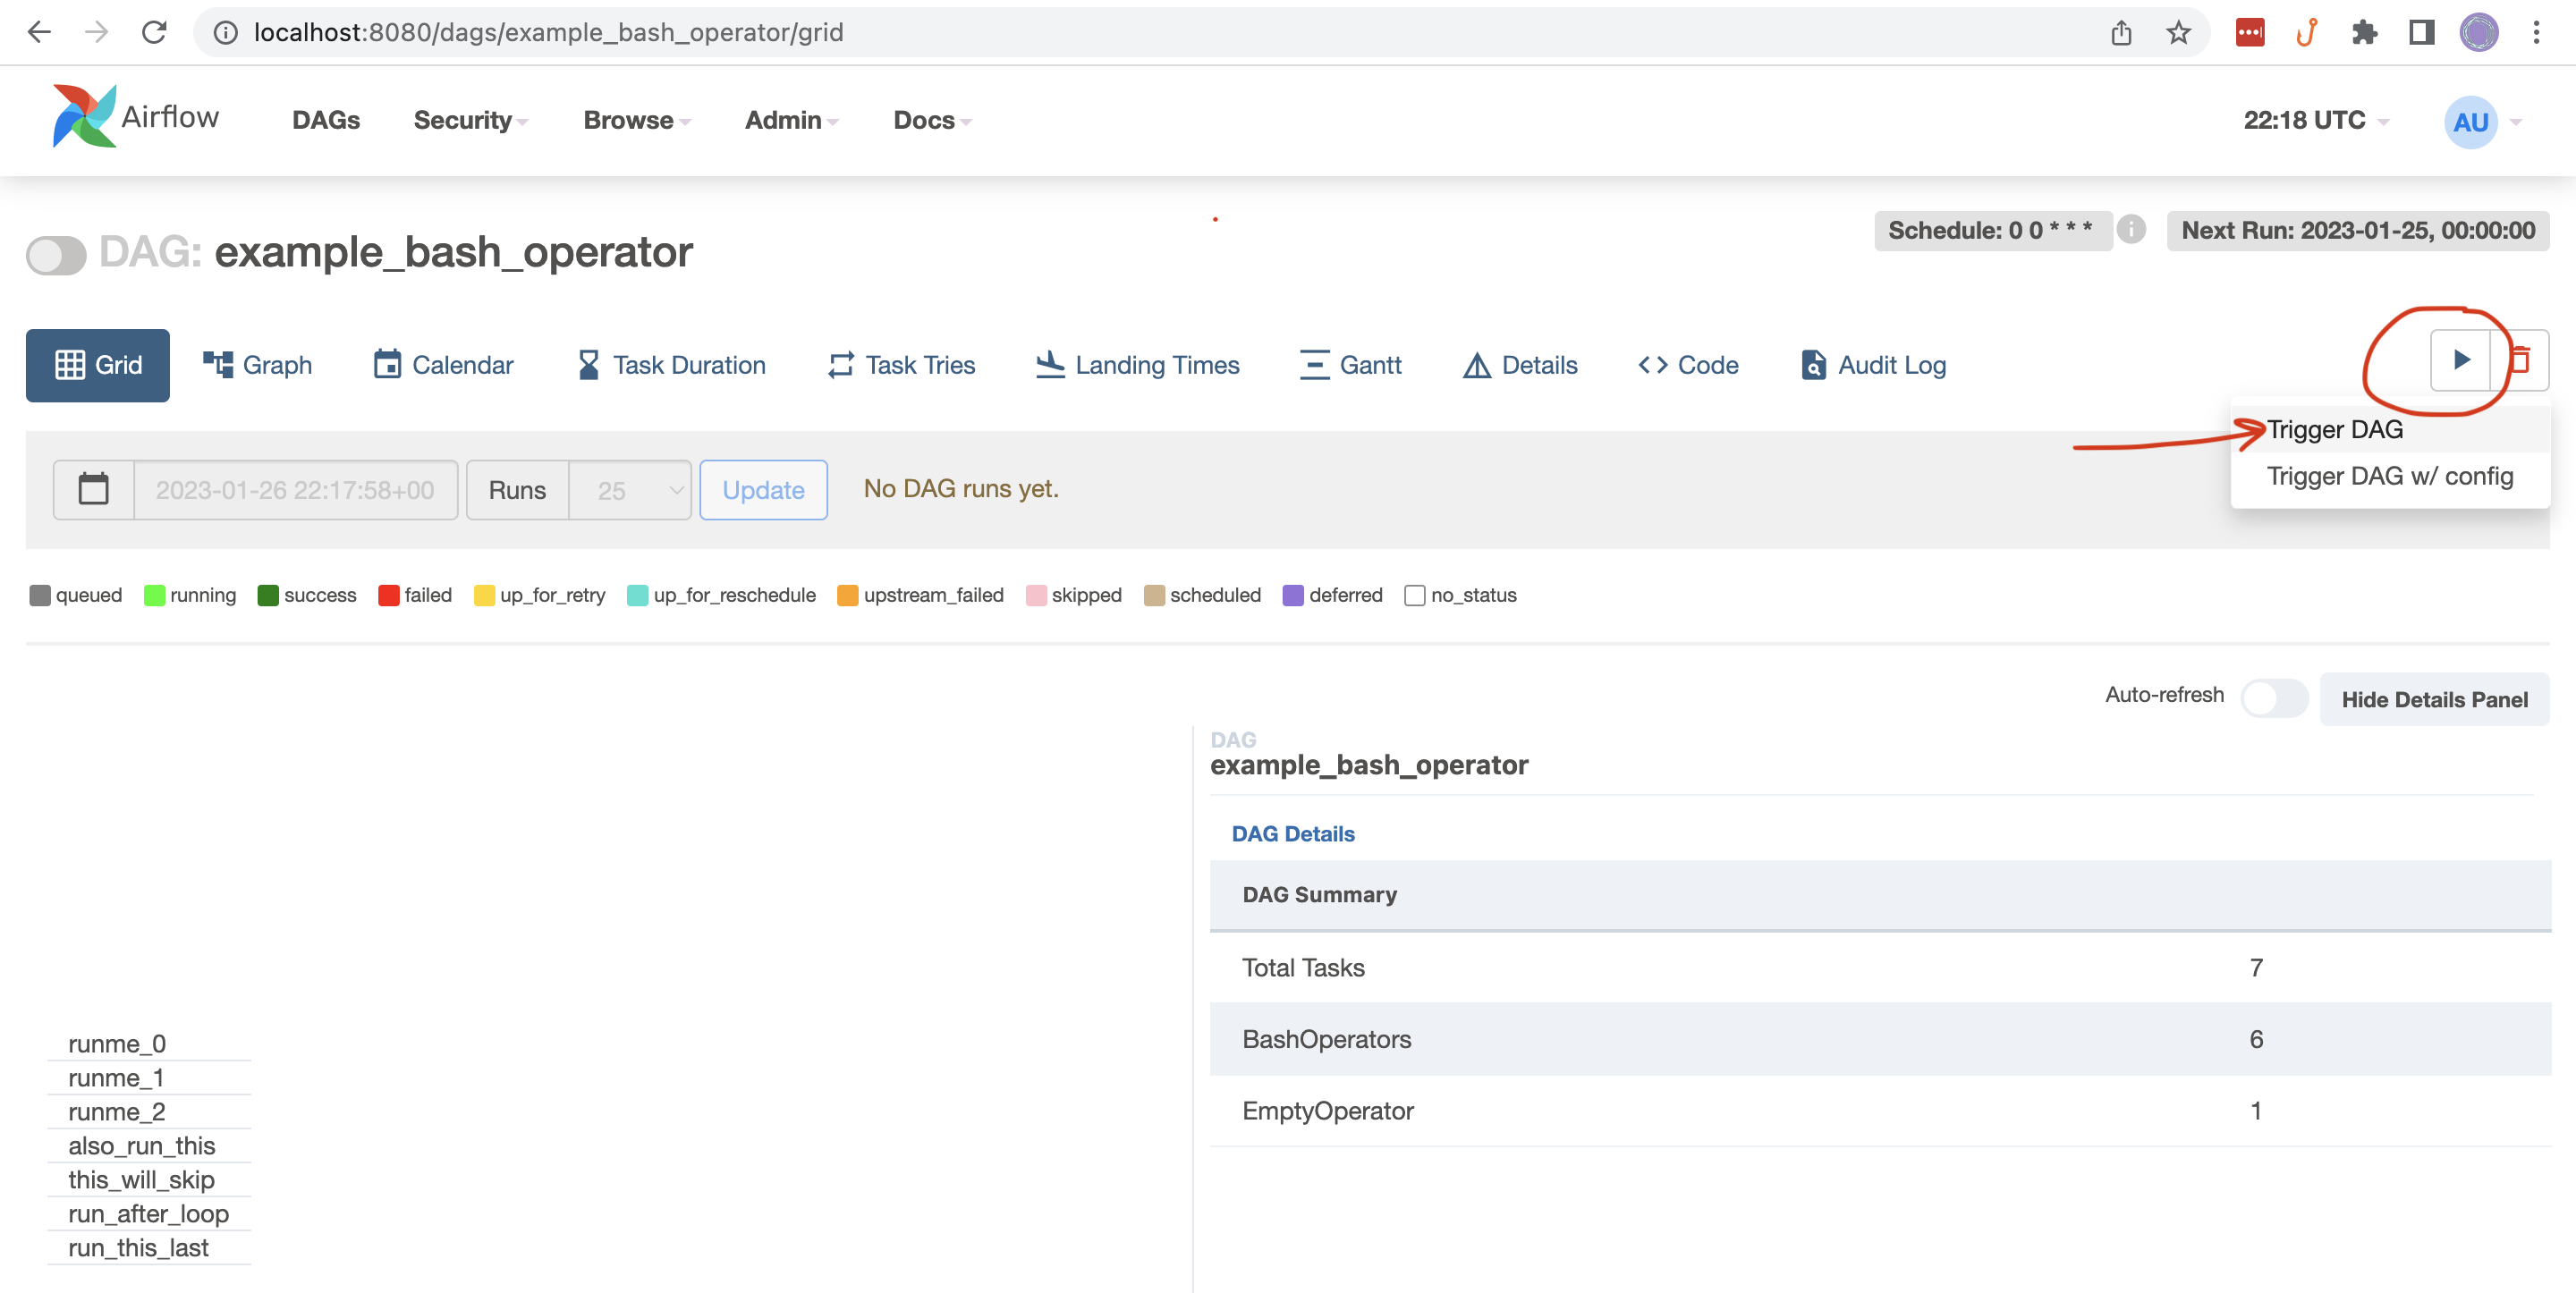 localhost:8080/dags/example_bash_operator/grid
Airflow DAGs Security Browse Admin Docs 22:18 UTC AU
Schedule: 0 0 * * * Next Run: 2023-01-25, 00:00:00
DAG: example_bash_operator
Grid Graph Calendar Task Duration Task Tries Landing Times Gantt Details Code Audit Log
Trigger DAG
Trigger DAG w/ config
2023-01-26 22:17:58+00 Runs 25 Update No DAG runs yet.
queued running success failed up_for_retry up_for_reschedule upstream_failed skipped scheduled deferred no_status
Auto-refresh Hide Details Panel
DAG
example_bash_operator
DAG Details
DAG Summary
Total Tasks 7
BashOperators 6
EmptyOperator 1
runme_0
runme_1
runme_2
also_run_this
this_will_skip
run_after_loop
run_this_last